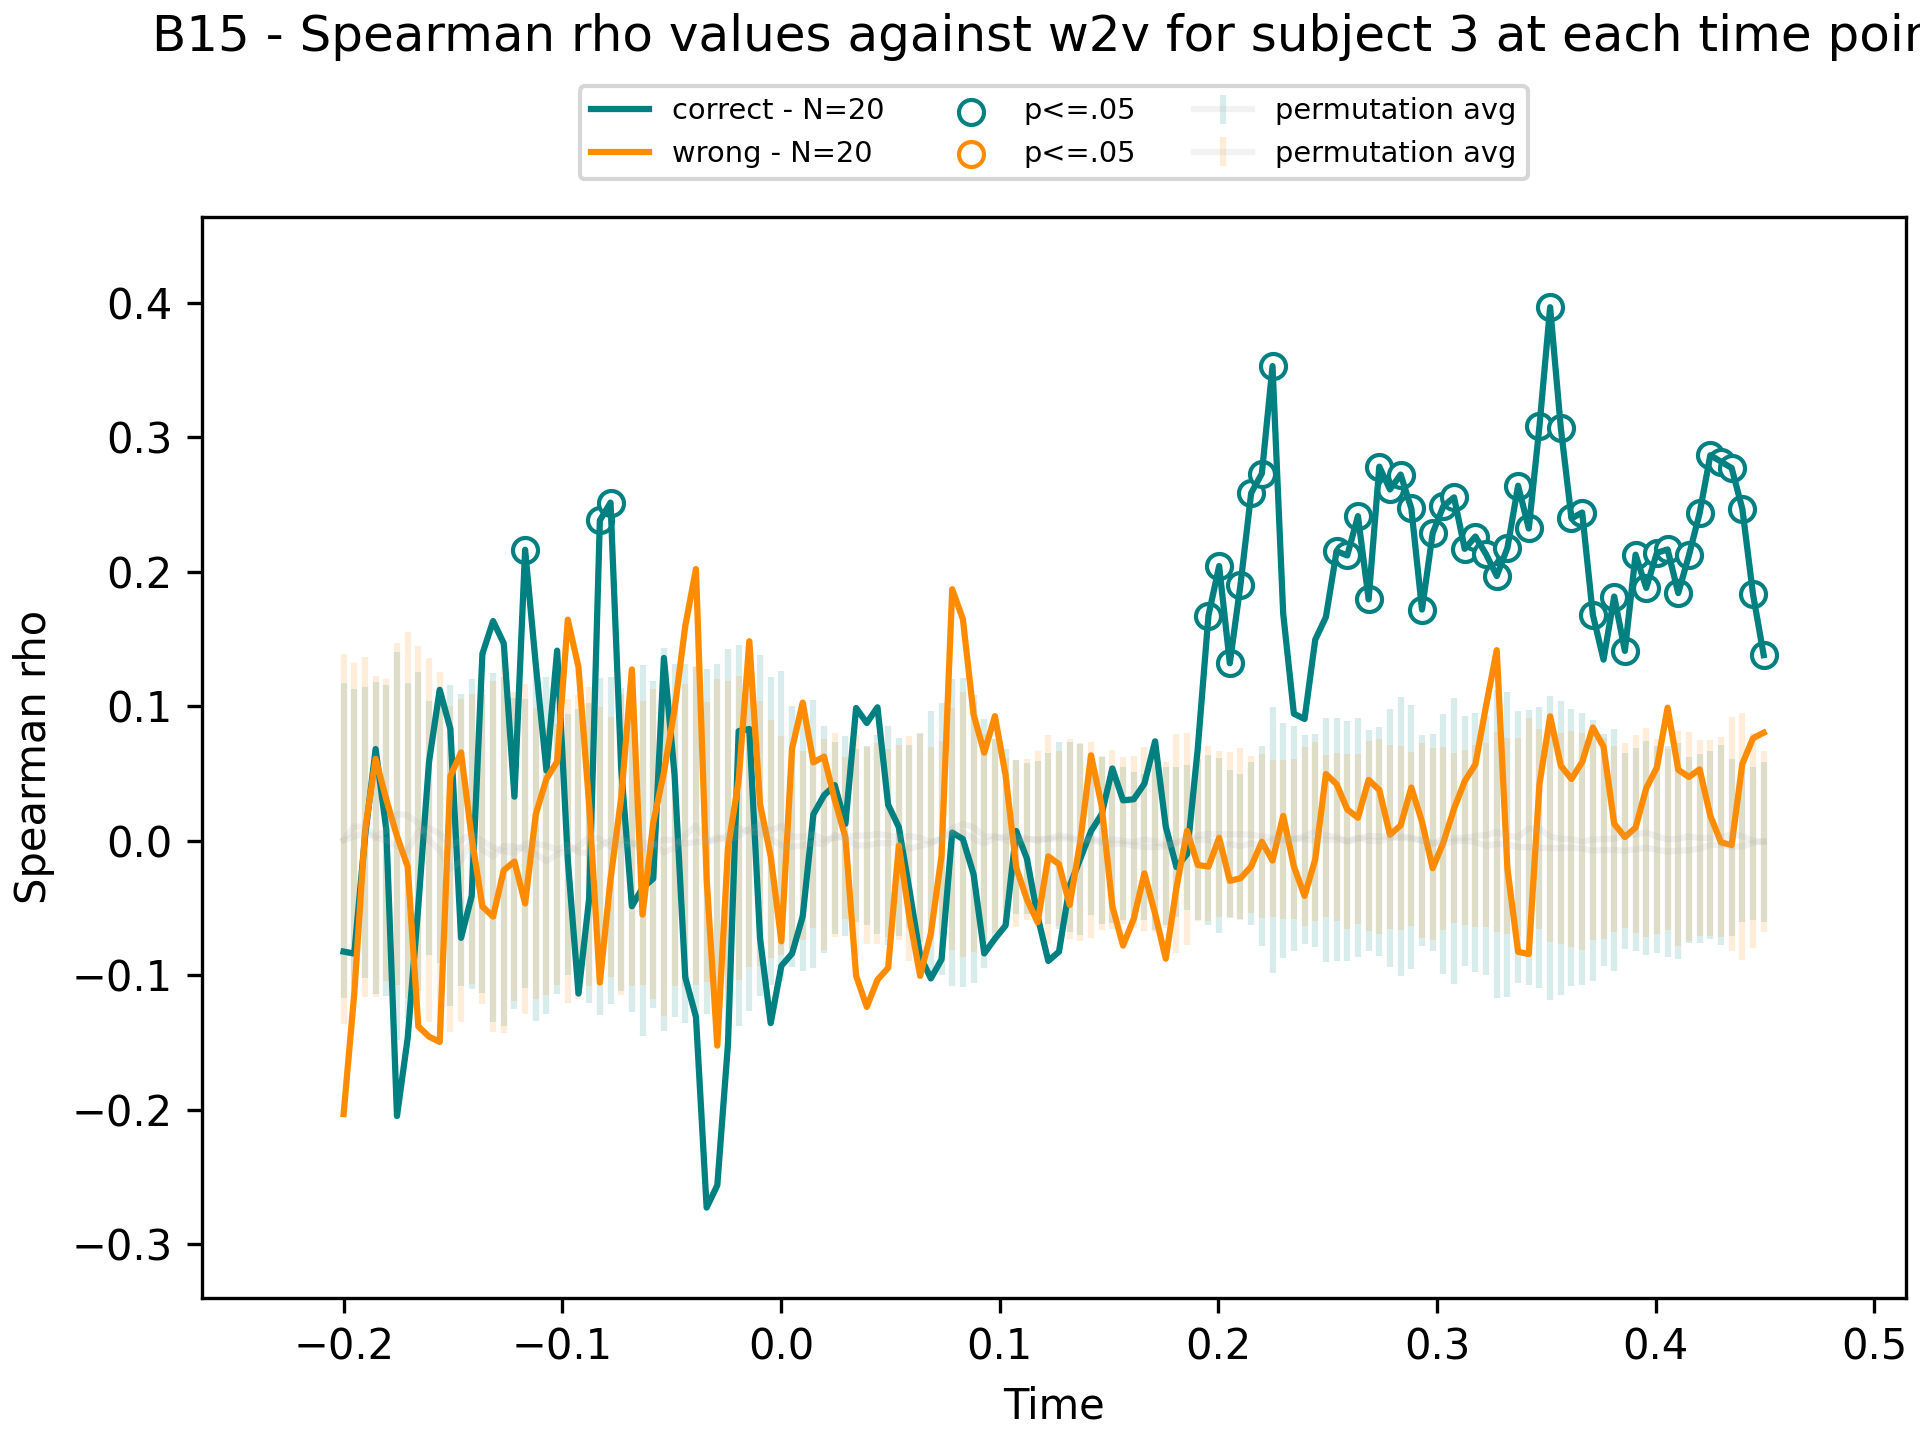 B15 - Spearman rho values against w2v for subject 3 at each time poin
correct - N=20
wrong - N=20
p<=.05
p<=.05
permutation avg
permutation avg
Spearman rho
0.4
0.3
0.2
0.1
0.0
−0.1
−0.2
−0.3
−0.2 −0.1 0.0 0.1 0.2 0.3 0.4 0.5
Time